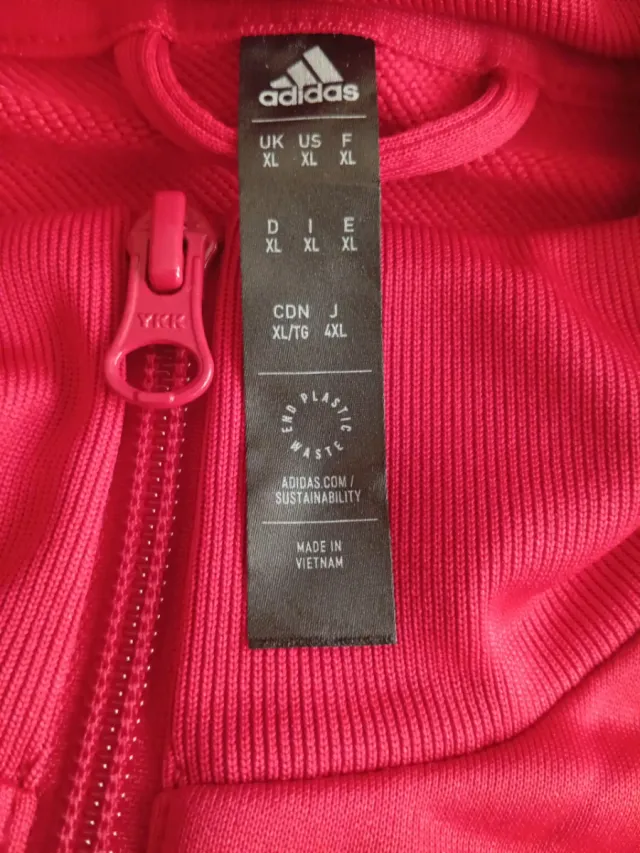 adidas
UK US F
XL XL XL
D I E
XL XL XL
CDN J
XL/TG 4XL
END PLASTIC WASTE
ADIDAS.COM/
SUSTAINABILITY
MADE IN
VIETNAM
YKK